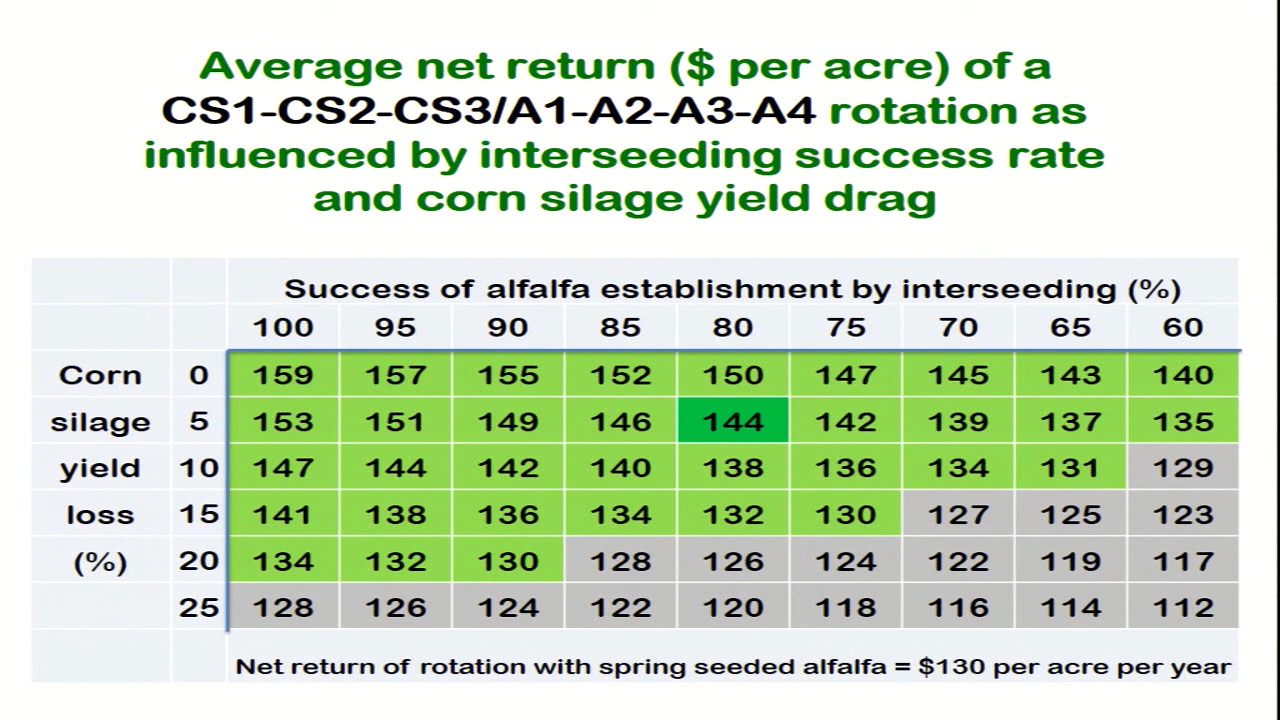 Average net return ($ per acre) of a
CS1-CS2-CS3/A1-A2-A3-A4 rotation as
influenced by interseeding success rate
and corn silage yield drag
Success of alfalfa establishment by interseeding (%)
100 95 90 85 80 75 70 65 60
Corn 0 159 157 155 152 150 147 145 143 140
silage 5 153 151 149 146 144 142 139 137 135
yield 10 147 144 142 140 138 136 134 131 129
loss 15 141 138 136 134 132 130 127 125 123
(%) 20 134 132 130 128 126 124 122 119 117
25 128 126 124 122 120 118 116 114 112
Net return of rotation with spring seeded alfalfa = $130 per acre per year